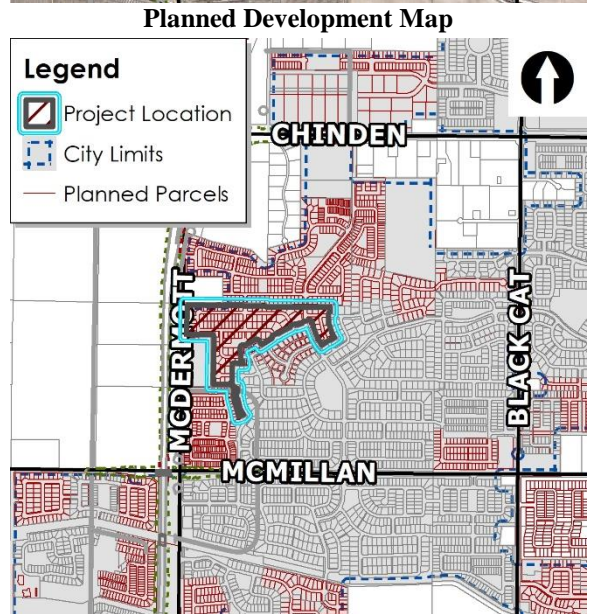 Planned Development Map
Legend
Project Location
City Limits
Planned Parcels
CHINDEN
MCDERMOTT
BLACK CAT
MCMILLAN